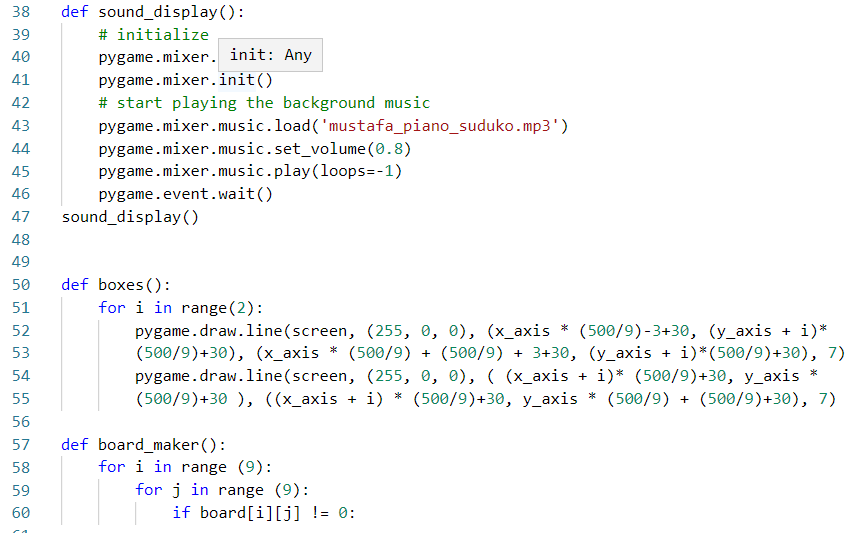 38 def sound_display():
39 # initialize
40 pygame.mixer. init: Any
41 pygame.mixer.init()
42 # start playing the background music
43 pygame.mixer.music.load('mustafa_piano_suduko.mp3')
44 pygame.mixer.music.set_volume(0.8)
45 pygame.mixer.music.play(loops=-1)
46 pygame.event.wait()
47 sound_display()
48
49
50 def boxes():
51 for i in range(2):
52 pygame.draw.line(screen, (255, 0, 0), (x_axis * (500/9)-3+30, (y_axis + i)*
53 (500/9)+30), (x_axis * (500/9) + (500/9) + 3+30, (y_axis + i)*(500/9)+30), 7)
54 pygame.draw.line(screen, (255, 0, 0), ( (x_axis + i)* (500/9)+30, y_axis *
55 (500/9)+30 ), ((x_axis + i) * (500/9)+30, y_axis * (500/9) + (500/9)+30), 7)
56
57 def board_maker():
58 for i in range (9):
59 for j in range (9):
60 if board[i][j] != 0: